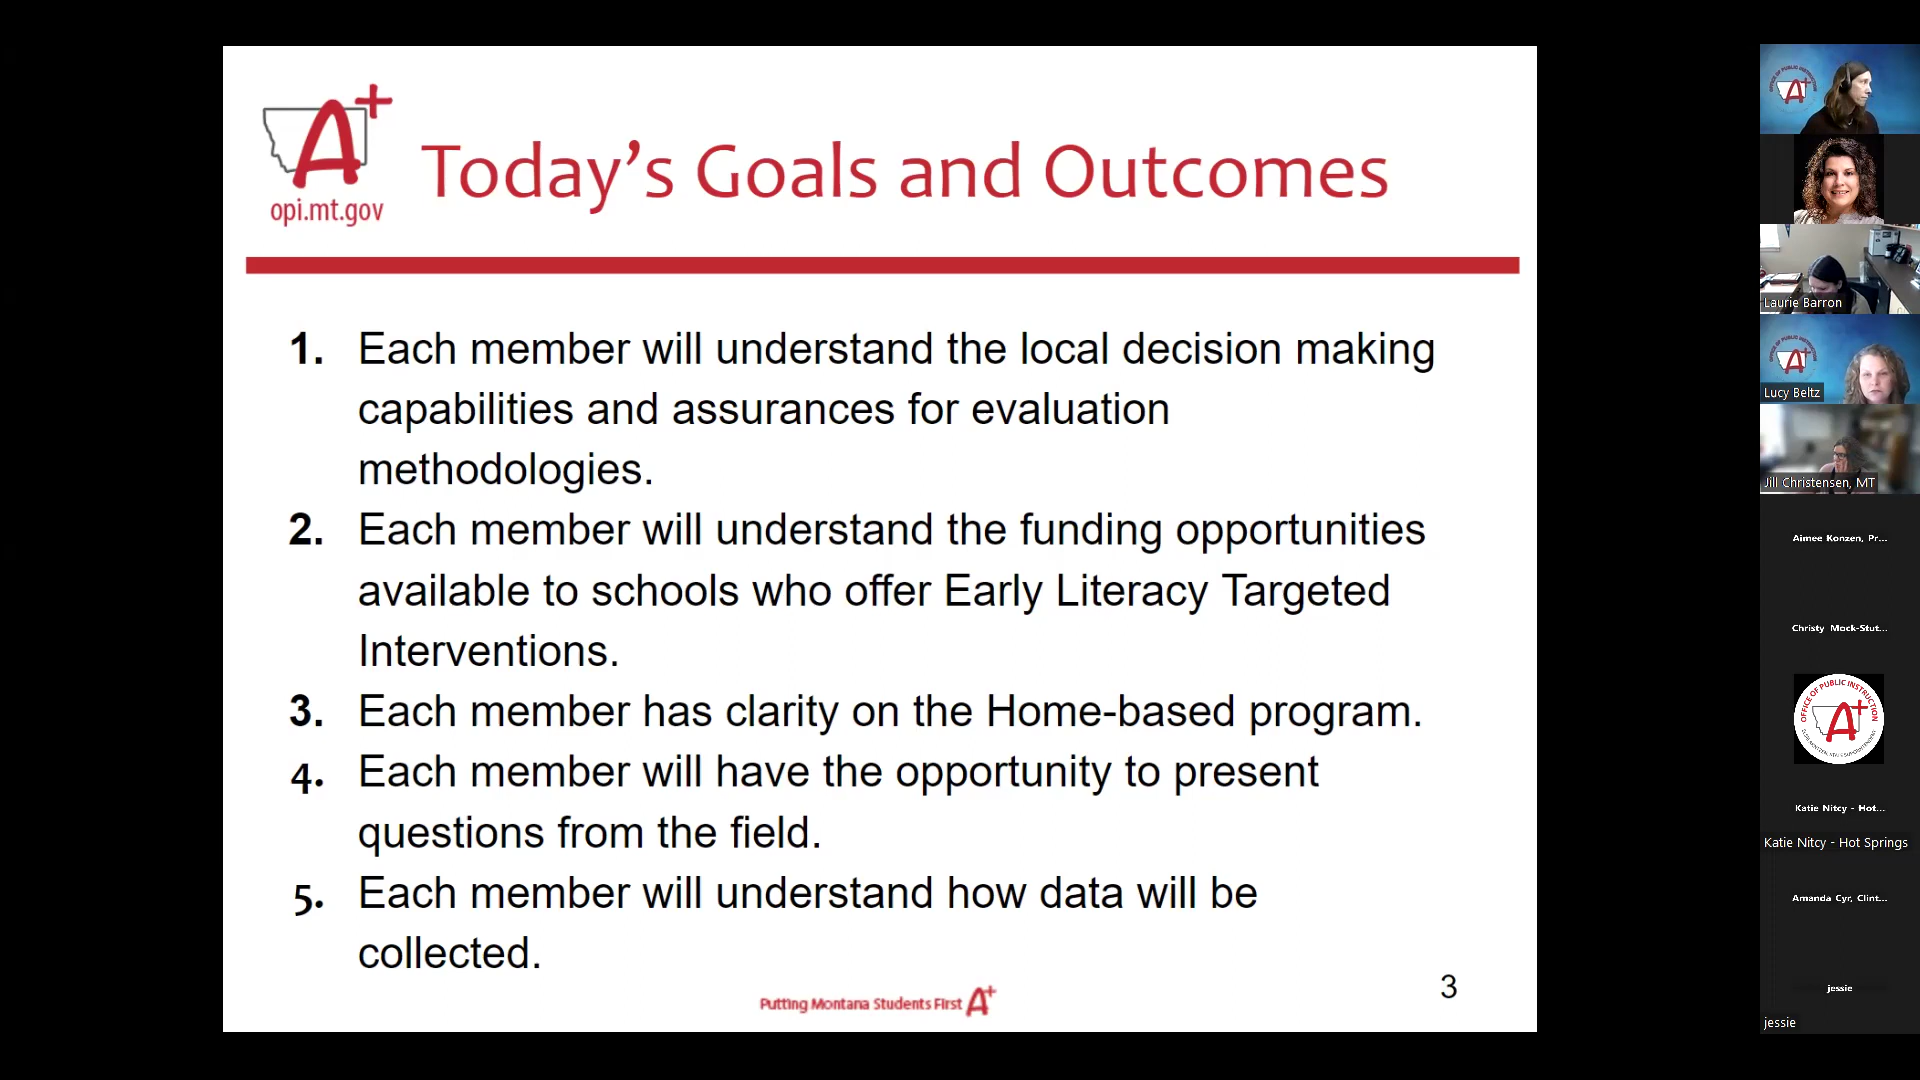 A+
opi.mt.gov
Today's Goals and Outcomes
1. Each member will understand the local decision making
capabilities and assurances for evaluation
methodologies.
2. Each member will understand the funding opportunities
available to schools who offer Early Literacy Targeted
Interventions.
3. Each member has clarity on the Home-based program.
4. Each member will have the opportunity to present
questions from the field.
5. Each member will understand how data will be
collected.
Putting Montana Students First A+
3
Laurie Barron
Lucy Beltz
Jill Christensen, MT
Aimee Konzen, Pr...
Christy Mock-Stut...
OFFICE OF PUBLIC INSTRUCTION
A+
Katie Nitcy - Hot...
Katie Nitcy - Hot Springs
Amanda Cyr, Clint...
jessie
jessie